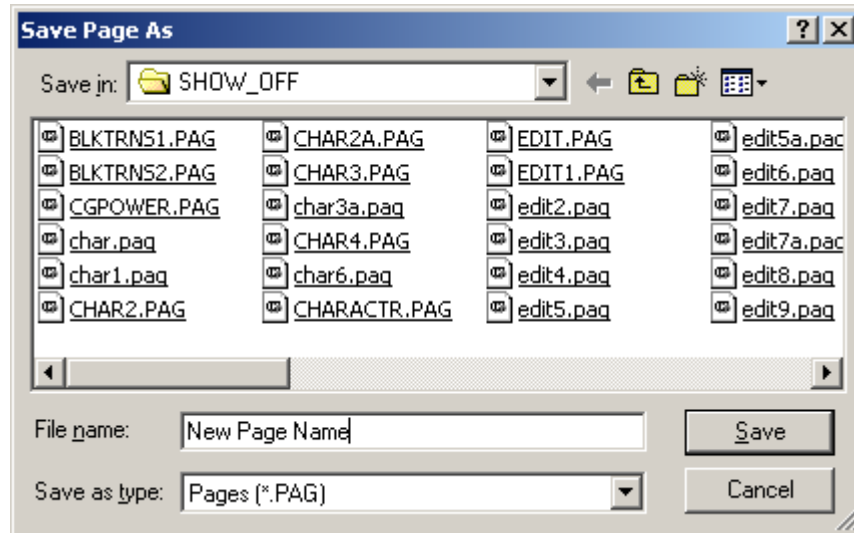 Save Page As
Save in: SHOW_OFF
BLKTRNS1.PAG CHAR2A.PAG EDIT.PAG edit5a.pag
BLKTRNS2.PAG CHAR3.PAG EDIT1.PAG edit6.pag
CGPOWER.PAG char3a.pag edit2.pag edit7.pag
char.pag CHAR4.PAG edit3.pag edit7a.pag
char1.pag char6.pag edit4.pag edit8.pag
CHAR2.PAG CHARACTR.PAG edit5.pag edit9.pag
File name: New Page Name Save
Save as type: Pages (*.PAG) Cancel